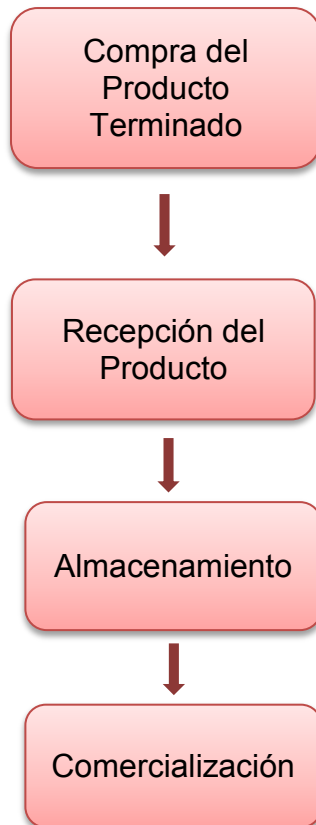 Compra del
Producto
Terminado
Recepción del
Producto
Almacenamiento
Comercialización